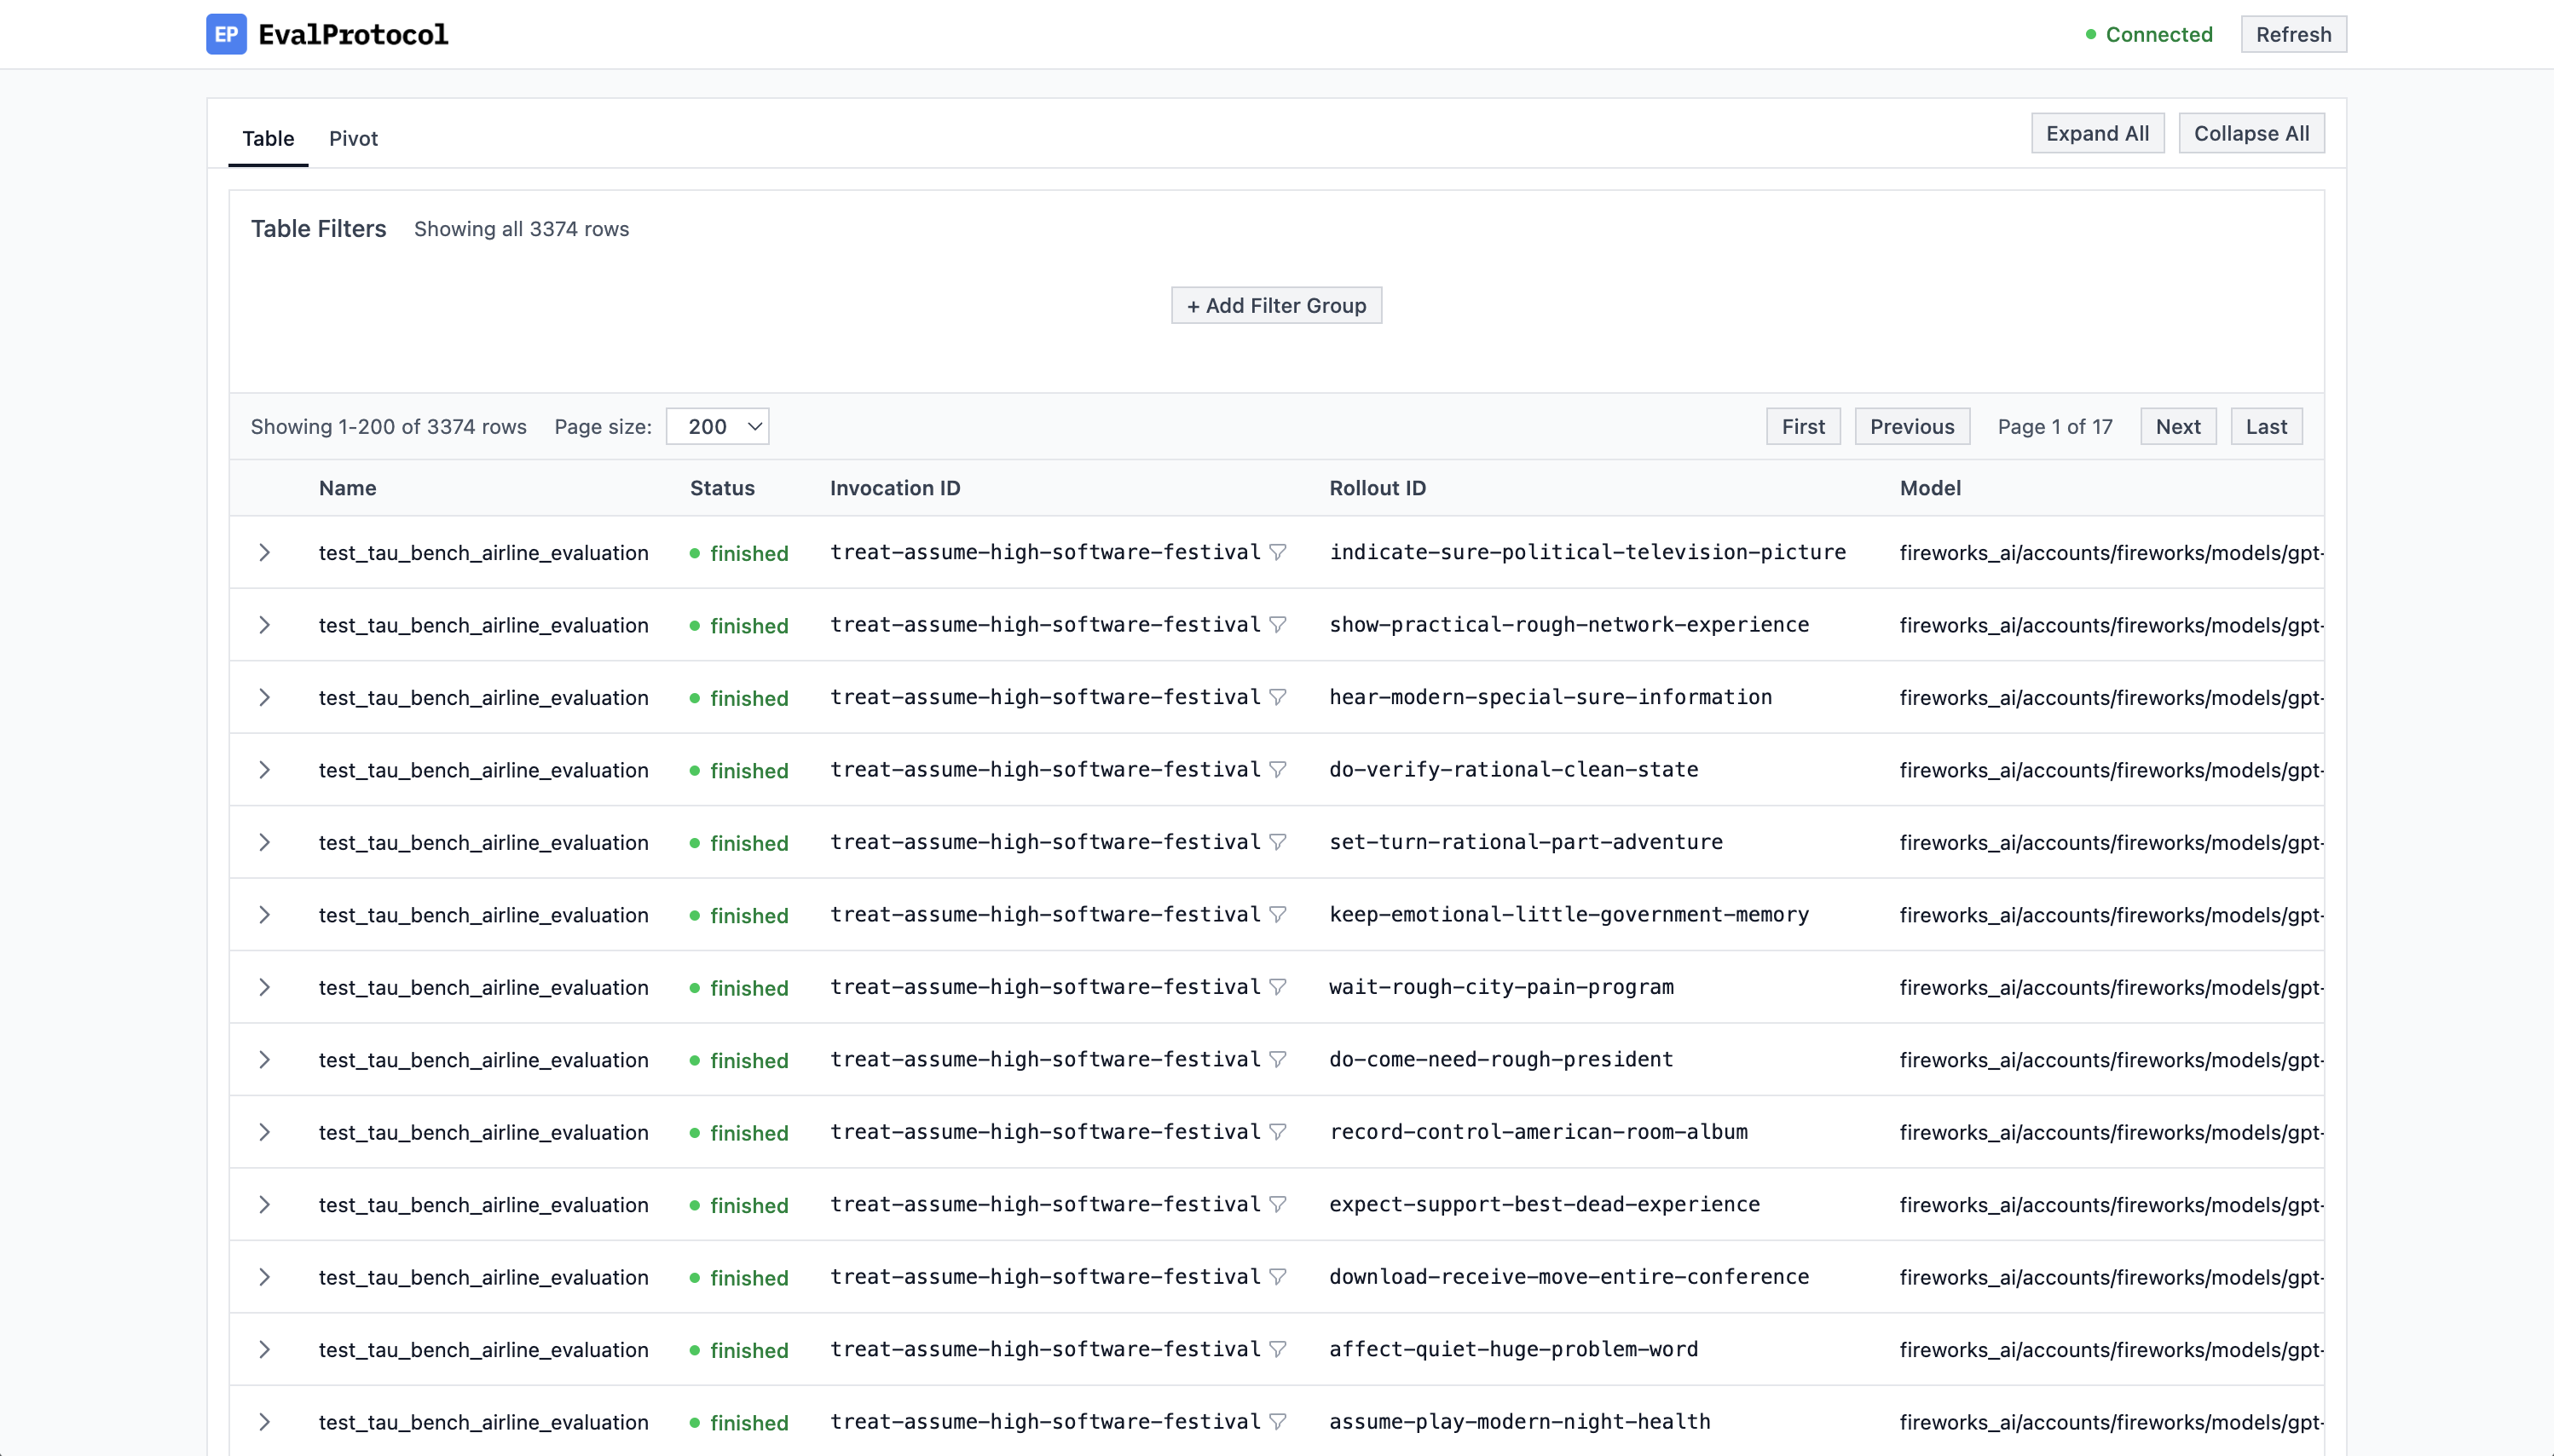 EP EvalProtocol Connected Refresh
Table Pivot Expand All Collapse All
Table Filters Showing all 3374 rows
+ Add Filter Group
Showing 1-200 of 3374 rows Page size: 200 First Previous Page 1 of 17 Next Last
Name Status Invocation ID Rollout ID Model
test_tau_bench_airline_evaluation finished treat-assume-high-software-festival indicate-sure-political-television-picture fireworks_ai/accounts/fireworks/models/gpt-
test_tau_bench_airline_evaluation finished treat-assume-high-software-festival show-practical-rough-network-experience fireworks_ai/accounts/fireworks/models/gpt-
test_tau_bench_airline_evaluation finished treat-assume-high-software-festival hear-modern-special-sure-information fireworks_ai/accounts/fireworks/models/gpt-
test_tau_bench_airline_evaluation finished treat-assume-high-software-festival do-verify-rational-clean-state fireworks_ai/accounts/fireworks/models/gpt-
test_tau_bench_airline_evaluation finished treat-assume-high-software-festival set-turn-rational-part-adventure fireworks_ai/accounts/fireworks/models/gpt-
test_tau_bench_airline_evaluation finished treat-assume-high-software-festival keep-emotional-little-government-memory fireworks_ai/accounts/fireworks/models/gpt-
test_tau_bench_airline_evaluation finished treat-assume-high-software-festival wait-rough-city-pain-program fireworks_ai/accounts/fireworks/models/gpt-
test_tau_bench_airline_evaluation finished treat-assume-high-software-festival do-come-need-rough-president fireworks_ai/accounts/fireworks/models/gpt-
test_tau_bench_airline_evaluation finished treat-assume-high-software-festival record-control-american-room-album fireworks_ai/accounts/fireworks/models/gpt-
test_tau_bench_airline_evaluation finished treat-assume-high-software-festival expect-support-best-dead-experience fireworks_ai/accounts/fireworks/models/gpt-
test_tau_bench_airline_evaluation finished treat-assume-high-software-festival download-receive-move-entire-conference fireworks_ai/accounts/fireworks/models/gpt-
test_tau_bench_airline_evaluation finished treat-assume-high-software-festival affect-quiet-huge-problem-word fireworks_ai/accounts/fireworks/models/gpt-
test_tau_bench_airline_evaluation finished treat-assume-high-software-festival assume-play-modern-night-health fireworks_ai/accounts/fireworks/models/gpt-